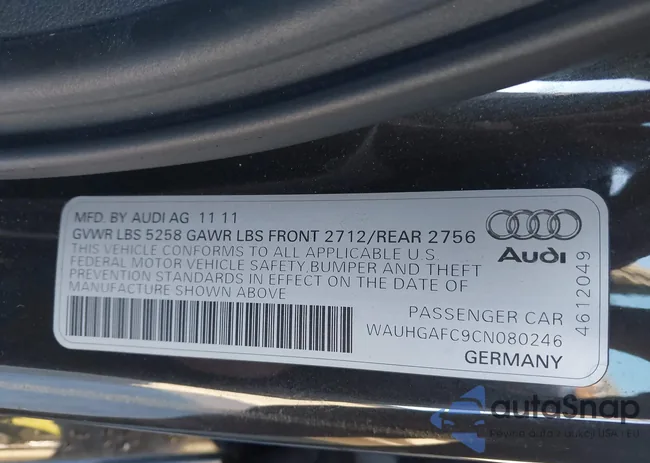 MFD. BY AUDI AG 11 11
GVWR LBS 5258 GAWR LBS FRONT 2712/REAR 2756
THIS VEHICLE CONFORMS TO ALL APPLICABLE U.S.
FEDERAL MOTOR VEHICLE SAFETY, BUMPER AND THEFT
PREVENTION STANDARDS IN EFFECT ON THE DATE OF
MANUFACTURE SHOWN ABOVE
Audi
4612049
PASSENGER CAR
WAUHGAFC9CN080246
GERMANY
autoSnap